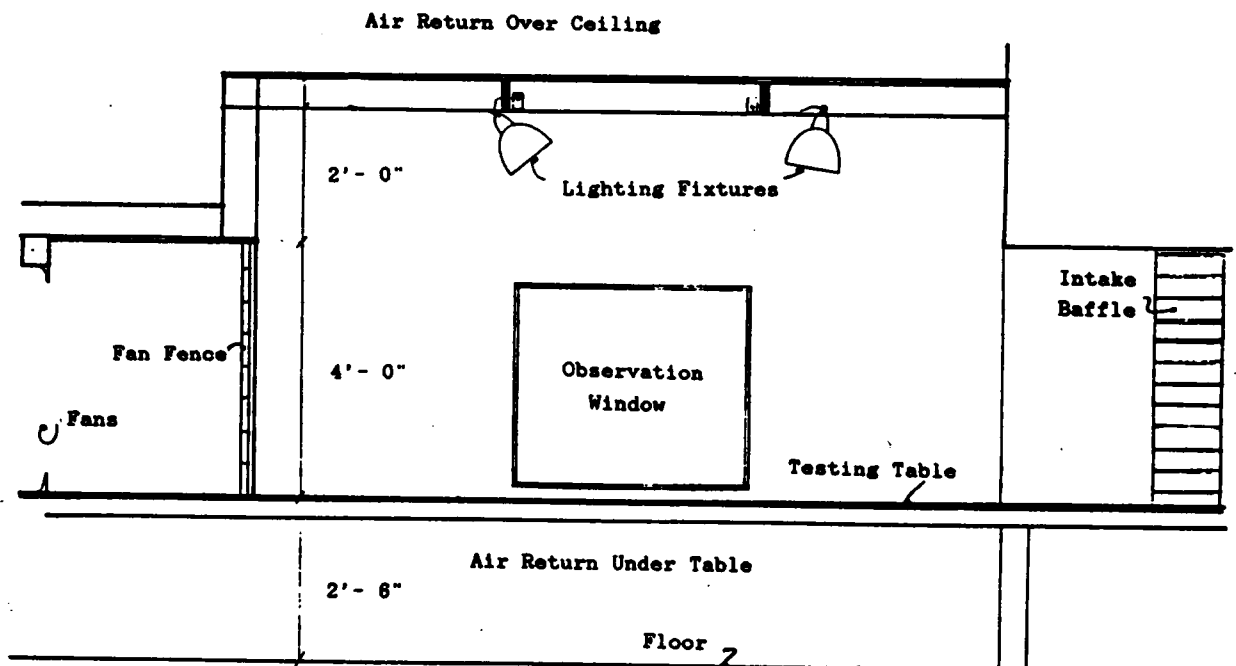 Air Return Over Ceiling
2'- 0"
Lighting Fixtures
Intake
Baffle
Fan Fence
4'- 0"
Observation
Window
Fans
Testing Table
Air Return Under Table
2'- 6"
Floor